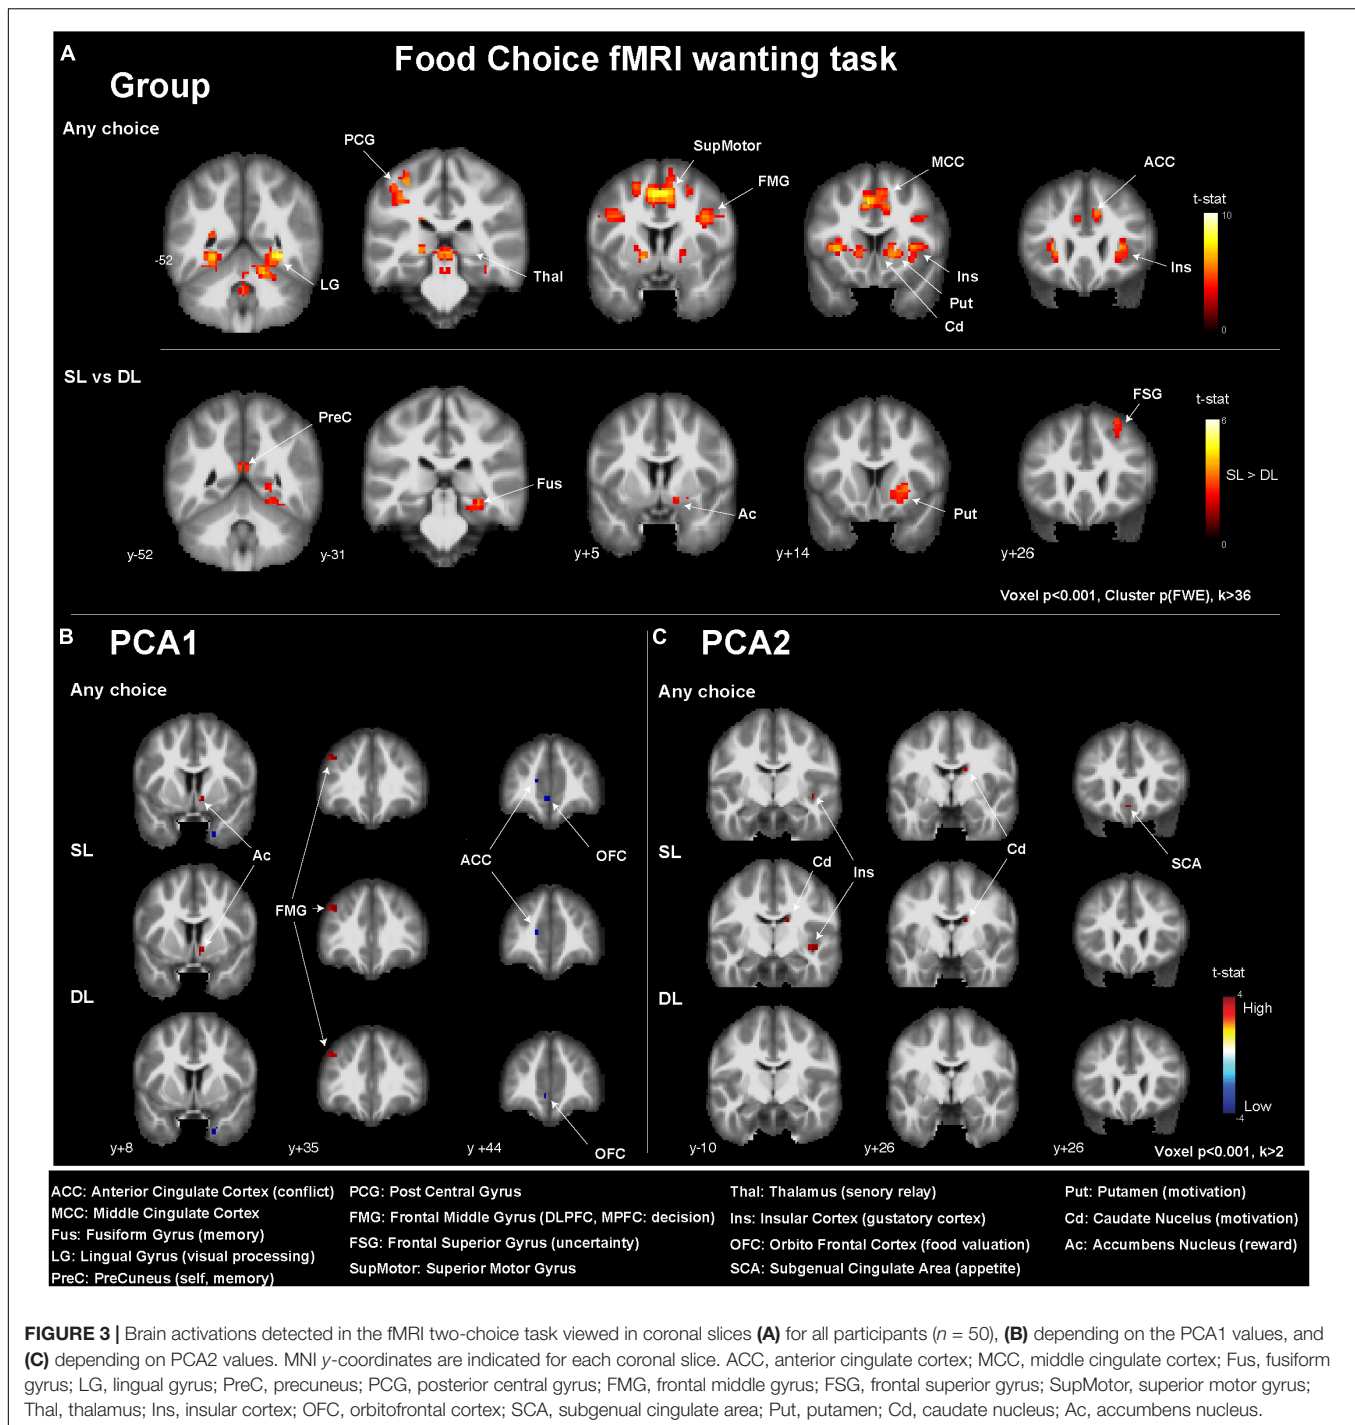 A
Food Choice fMRI wanting task
Group
Any choice
PCG
SupMotor
FMG
MCC
ACC
t-stat
10
0
-52
LG
Thal
Ins
Put
Cd
Ins
SL vs DL
PreC
Fus
Ac
Put
FSG
t-stat
6
SL > DL
0
y-52
y-31
y+5
y+14
y+26
Voxel p<0.001, Cluster p(FWE), k>36
B
PCA1
Any choice
SL
Ac
FMG
ACC
OFC
DL
OFC
y+8
y+35
y +44
C
PCA2
Any choice
SL
Cd
Ins
Cd
SCA
DL
t-stat
4
High
Low
-4
y-10
y+26
y+26
Voxel p<0.001, k>2
ACC: Anterior Cingulate Cortex (conflict)
MCC: Middle Cingulate Cortex
Fus: Fusiform Gyrus (memory)
LG: Lingual Gyrus (visual processing)
PreC: PreCuneus (self, memory)
PCG: Post Central Gyrus
FMG: Frontal Middle Gyrus (DLPFC, MPFC: decision)
FSG: Frontal Superior Gyrus (uncertainty)
SupMotor: Superior Motor Gyrus
Thal: Thalamus (senory relay)
Ins: Insular Cortex (gustatory cortex)
OFC: Orbito Frontal Cortex (food valuation)
SCA: Subgenual Cingulate Area (appetite)
Put: Putamen (motivation)
Cd: Caudate Nucelus (motivation)
Ac: Accumbens Nucleus (reward)
FIGURE 3 | Brain activations detected in the fMRI two-choice task viewed in coronal slices (A) for all participants (n = 50), (B) depending on the PCA1 values, and
(C) depending on PCA2 values. MNI y-coordinates are indicated for each coronal slice. ACC, anterior cingulate cortex; MCC, middle cingulate cortex; Fus, fusiform
gyrus; LG, lingual gyrus; PreC, precuneus; PCG, posterior central gyrus; FMG, frontal middle gyrus; FSG, frontal superior gyrus; SupMotor, superior motor gyrus;
Thal, thalamus; Ins, insular cortex; OFC, orbitofrontal cortex; SCA, subgenual cingulate area; Put, putamen; Cd, caudate nucleus; Ac, accumbens nucleus.